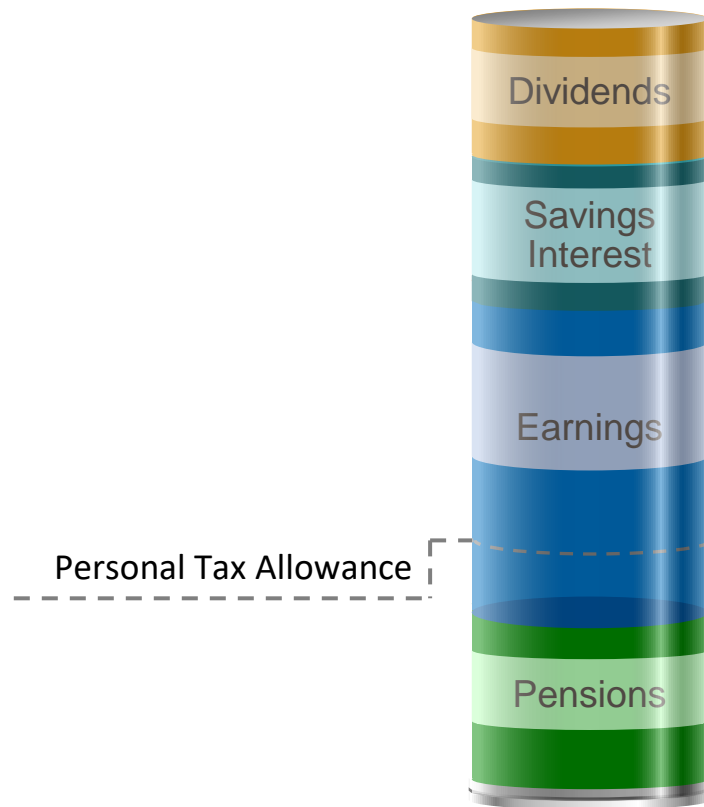 Dividends
Savings
Interest
Earnings
Personal Tax Allowance
Pensions